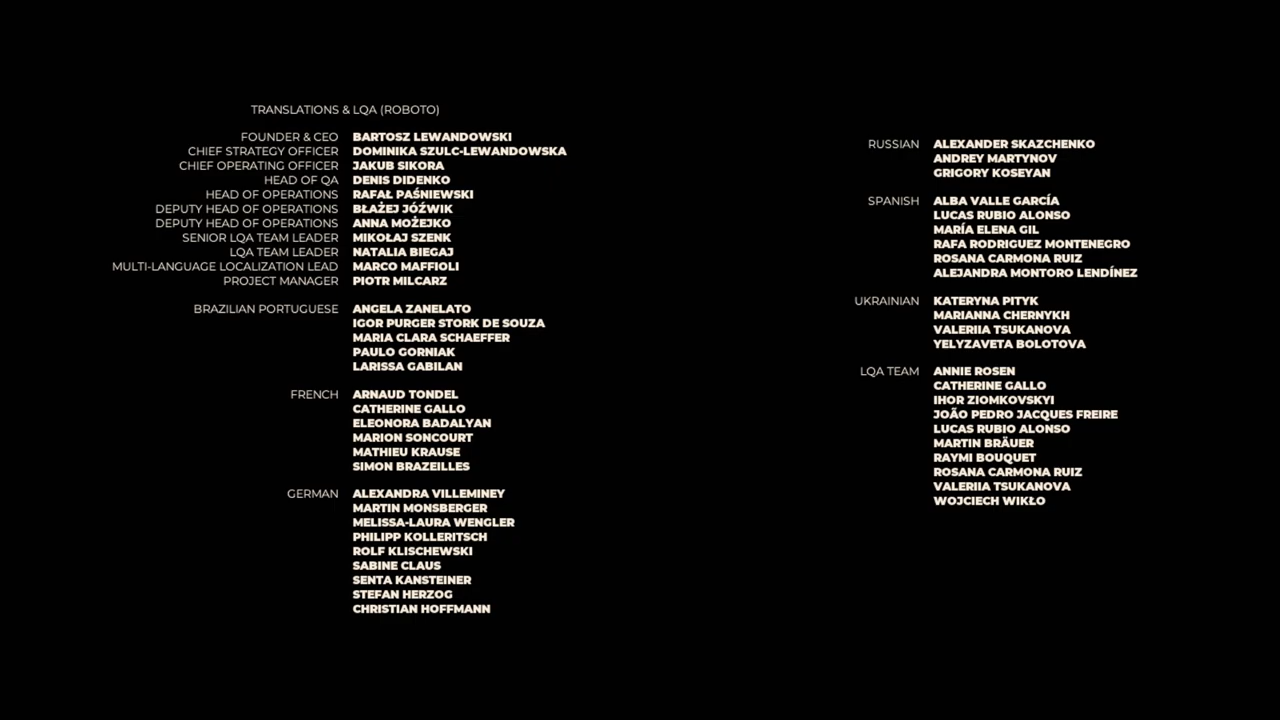 TRANSLATIONS & LQA (ROBOTO)
FOUNDER & CEO BARTOSZ LEWANDOWSKI
CHIEF STRATEGY OFFICER DOMINIKA SZULC-LEWANDOWSKA
CHIEF OPERATING OFFICER JAKUB SIKORA
HEAD OF QA DENIS DIDENKO
HEAD OF OPERATIONS RAFAŁ PAŚNIEWSKI
DEPUTY HEAD OF OPERATIONS BŁAŻEJ JÓŹWIK
DEPUTY HEAD OF OPERATIONS ANNA MOŻEJKO
SENIOR LQA TEAM LEADER MIKOŁAJ SZENK
LQA TEAM LEADER NATALIA BIEGAJ
MULTI-LANGUAGE LOCALIZATION LEAD MARCO MAFFIOLI
PROJECT MANAGER PIOTR MILCARZ
BRAZILIAN PORTUGUESE ANGELA ZANELATO
IGOR PURGER STORK DE SOUZA
MARIA CLARA SCHAEFFER
PAULO GORNIAK
LARISSA GABILAN
FRENCH ARNAUD TONDEL
CATHERINE GALLO
ELEONORA BADALYAN
MARION SONCOURT
MATHIEU KRAUSE
SIMON BRAZEILLES
GERMAN ALEXANDRA VILLEMINEY
MARTIN MONSBERGER
MELISSA-LAURA WENGLER
PHILIPP KOLLERITSCH
ROLF KLISCHEWSKI
SABINE CLAUS
SENTA KANSTEINER
STEFAN HERZOG
CHRISTIAN HOFFMANN
RUSSIAN ALEXANDER SKAZCHENKO
ANDREY MARTYNOV
GRIGORY KOSEYAN
SPANISH ALBA VALLE GARCÍA
LUCAS RUBIO ALONSO
MARÍA ELENA GIL
RAFA RODRIGUEZ MONTENEGRO
ROSANA CARMONA RUIZ
ALEJANDRA MONTORO LENDÍNEZ
UKRAINIAN KATERYNA PITYK
MARIANNA CHERNYKH
VALERIIA TSUKANOVA
YELYZAVETA BOLOTOVA
LQA TEAM ANNIE ROSEN
CATHERINE GALLO
IHOR ZIOMKOVSKYI
JOÃO PEDRO JACQUES FREIRE
LUCAS RUBIO ALONSO
MARTIN BRÄUER
RAYMI BOUQUET
ROSANA CARMONA RUIZ
VALERIIA TSUKANOVA
WOJCIECH WIKŁO